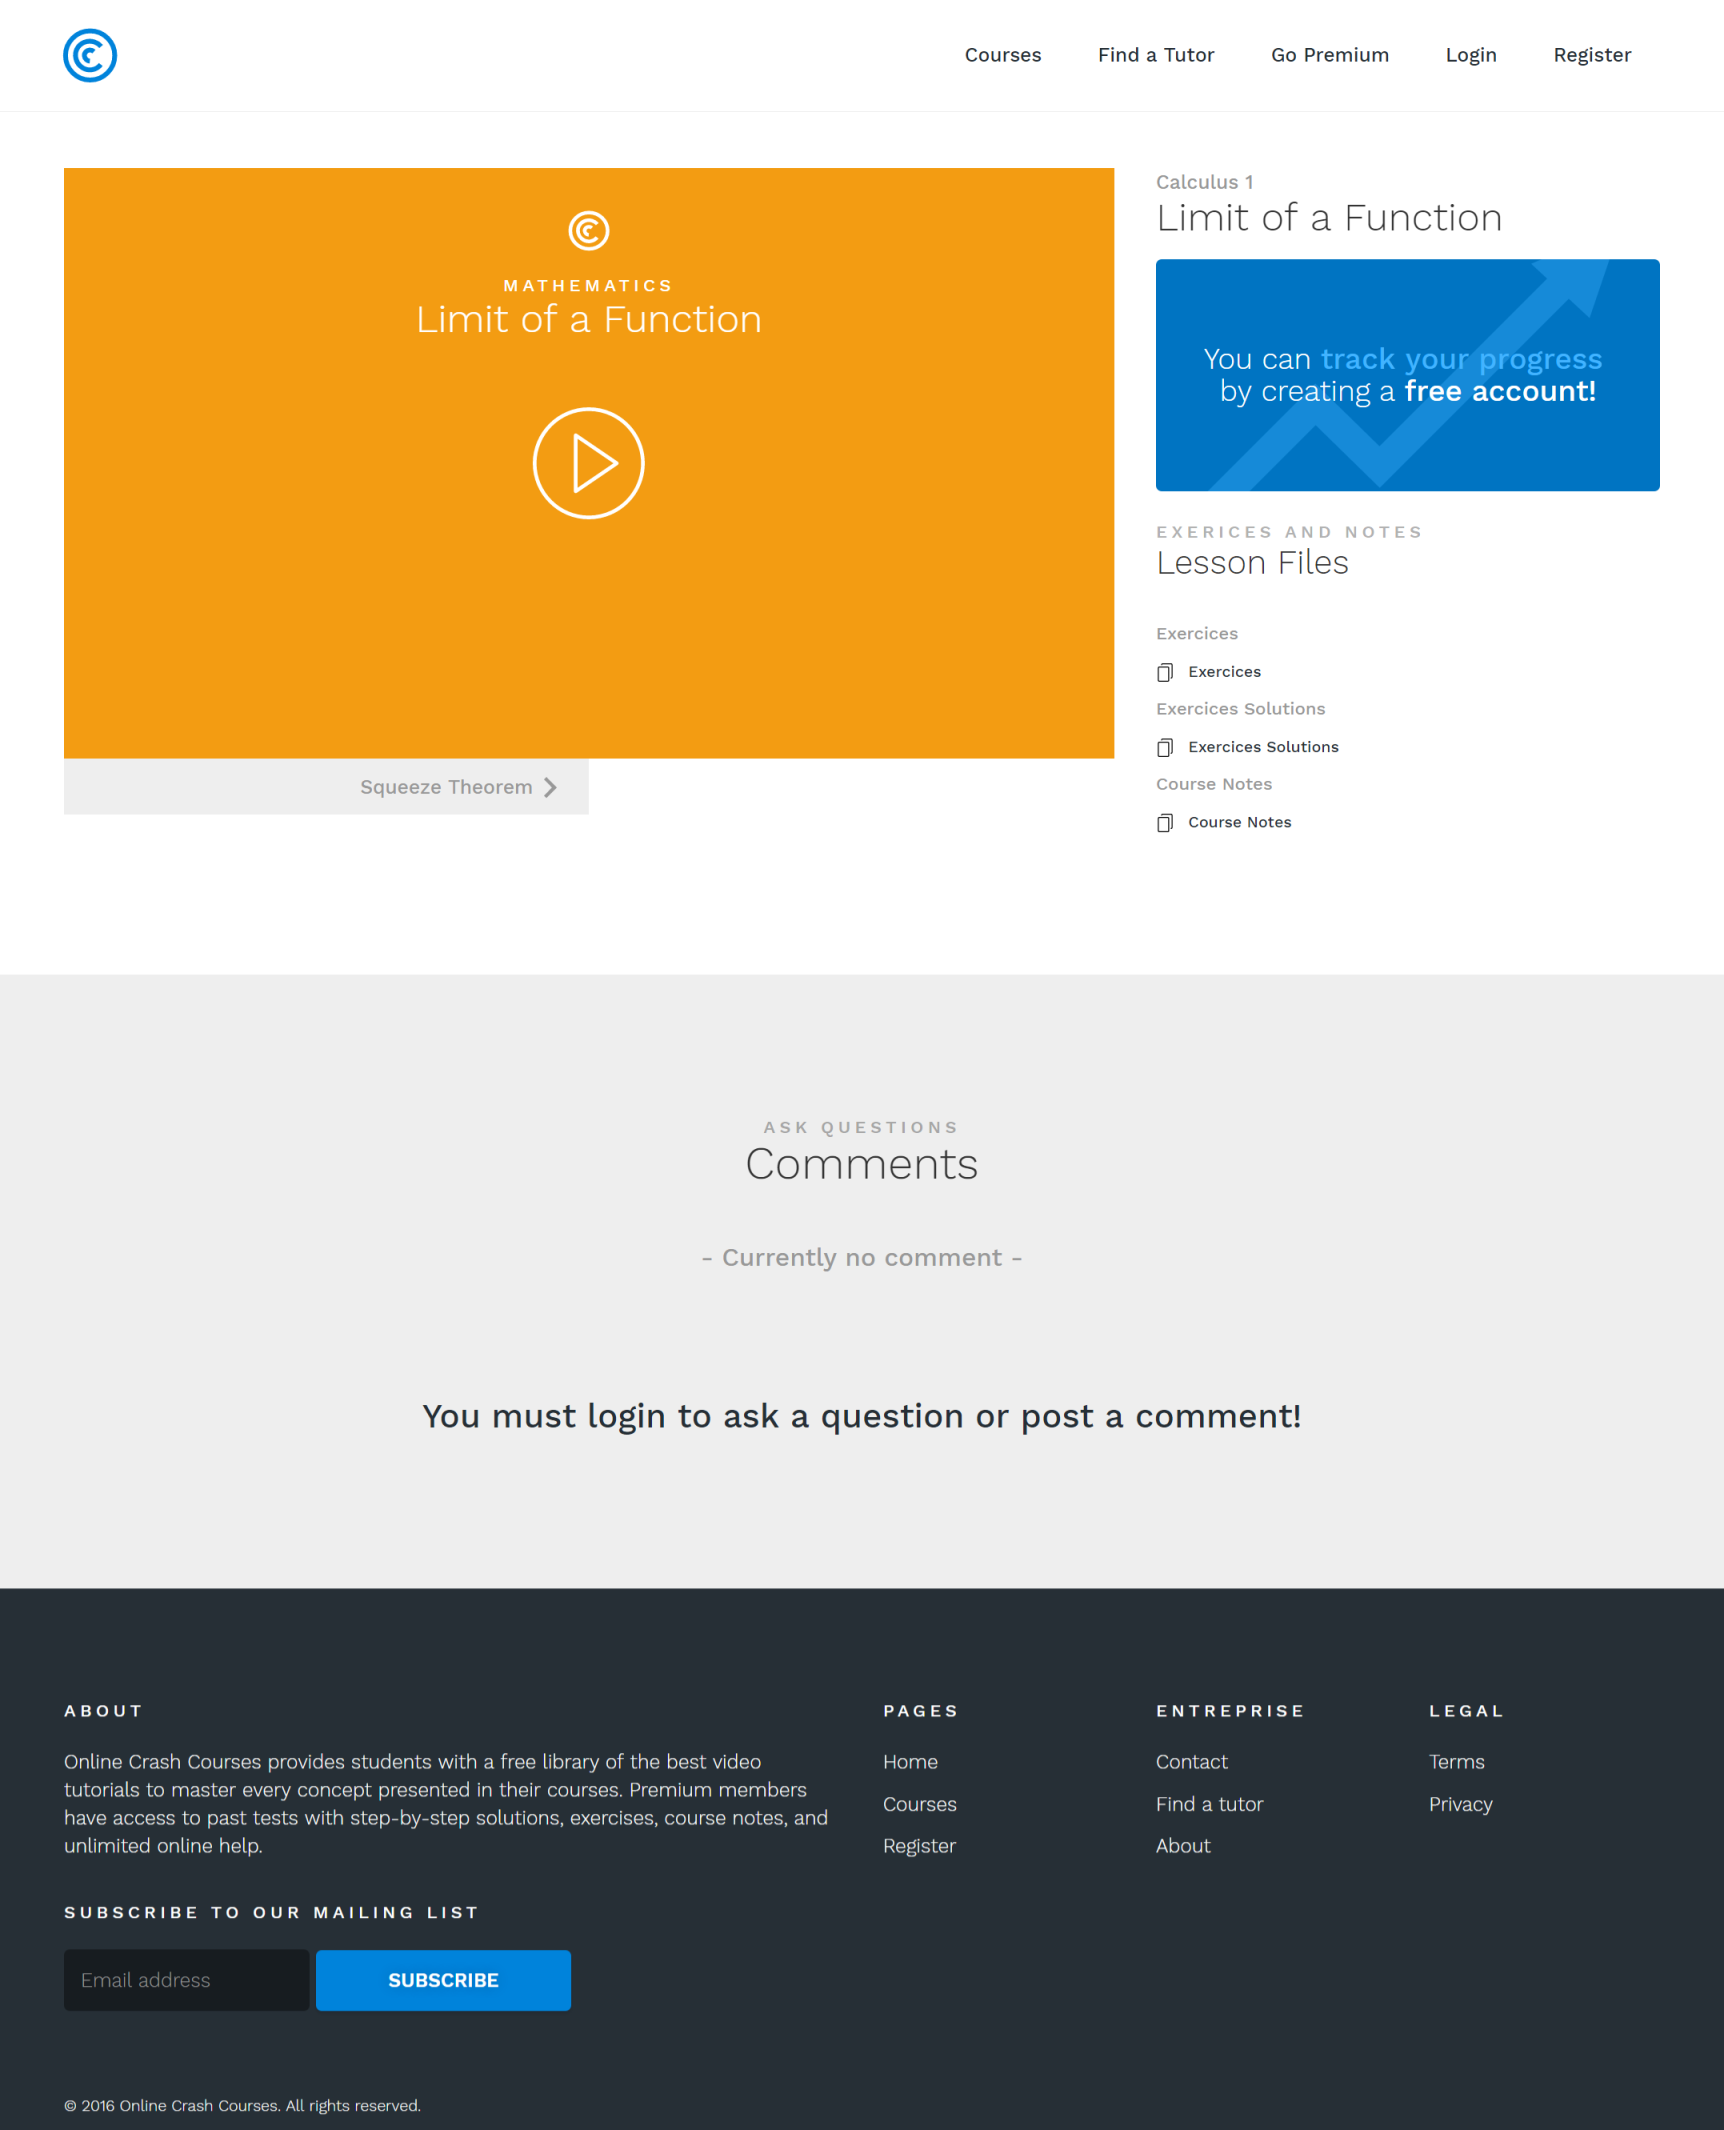 Courses Find a Tutor Go Premium Login Register
MATHEMATICS
Limit of a Function
Squeeze Theorem
Calculus 1
Limit of a Function
You can track your progress
by creating a free account!
EXERICES AND NOTES
Lesson Files
Exercices
Exercices
Exercices Solutions
Exercices Solutions
Course Notes
Course Notes
ASK QUESTIONS
Comments
- Currently no comment -
You must login to ask a question or post a comment!
ABOUT
Online Crash Courses provides students with a free library of the best video
tutorials to master every concept presented in their courses. Premium members
have access to past tests with step-by-step solutions, exercises, course notes, and
unlimited online help.
SUBSCRIBE TO OUR MAILING LIST
Email address
SUBSCRIBE
PAGES
Home
Courses
Register
ENTREPRISE
Contact
Find a tutor
About
LEGAL
Terms
Privacy
© 2016 Online Crash Courses. All rights reserved.